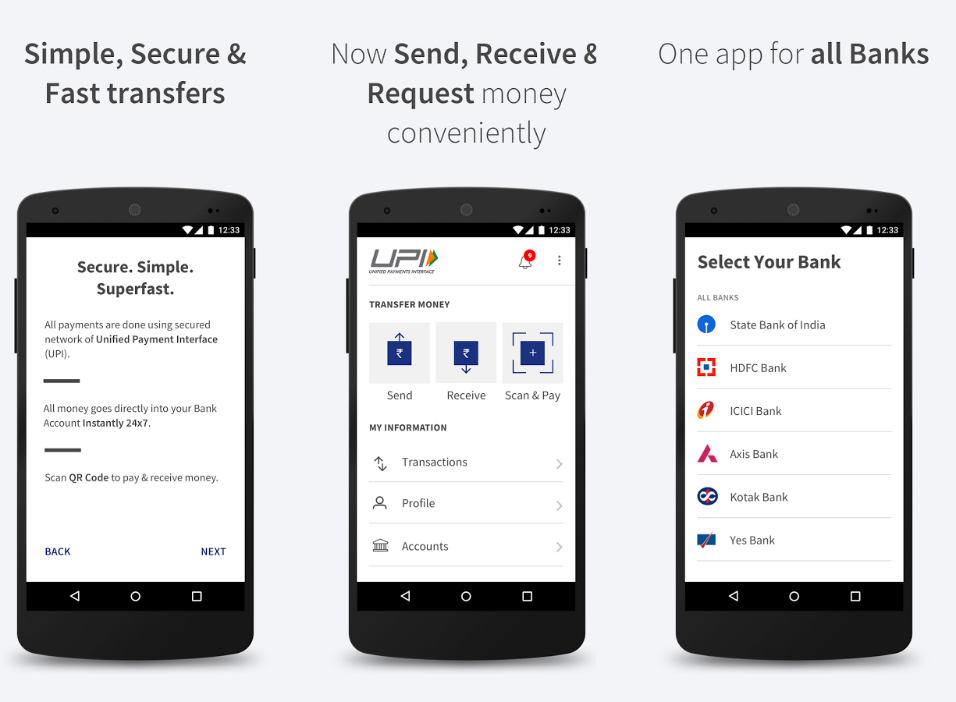 Simple, Secure &
Fast transfers
Now Send, Receive &
Request money
conveniently
One app for all Banks
12:33
Secure. Simple.
Superfast.
All payments are done using secured
network of Unified Payment Interface
(UPI).
All money goes directly into your Bank
Account Instantly 24x7.
Scan QR Code to pay & receive money.
BACK
NEXT
12:33
UPI
UNIFIED PAYMENTS INTERFACE
9
TRANSFER MONEY
₹
₹
+
Send
Receive
Scan & Pay
MY INFORMATION
Transactions
Profile
Accounts
12:33
Select Your Bank
ALL BANKS
State Bank of India
HDFC Bank
ICICI Bank
Axis Bank
Kotak Bank
Yes Bank